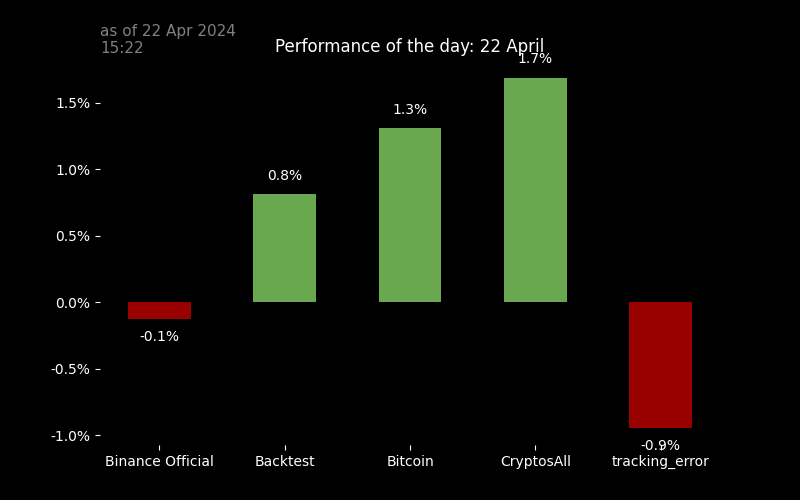 as of 22 Apr 2024
15:22
Performance of the day: 22 April
1.7%
1.5%
1.3%
1.0%
0.8%
0.5%
0.0%
-0.1%
-0.5%
-1.0%
-0.9%
Binance Official
Backtest
Bitcoin
CryptosAll
tracking_error